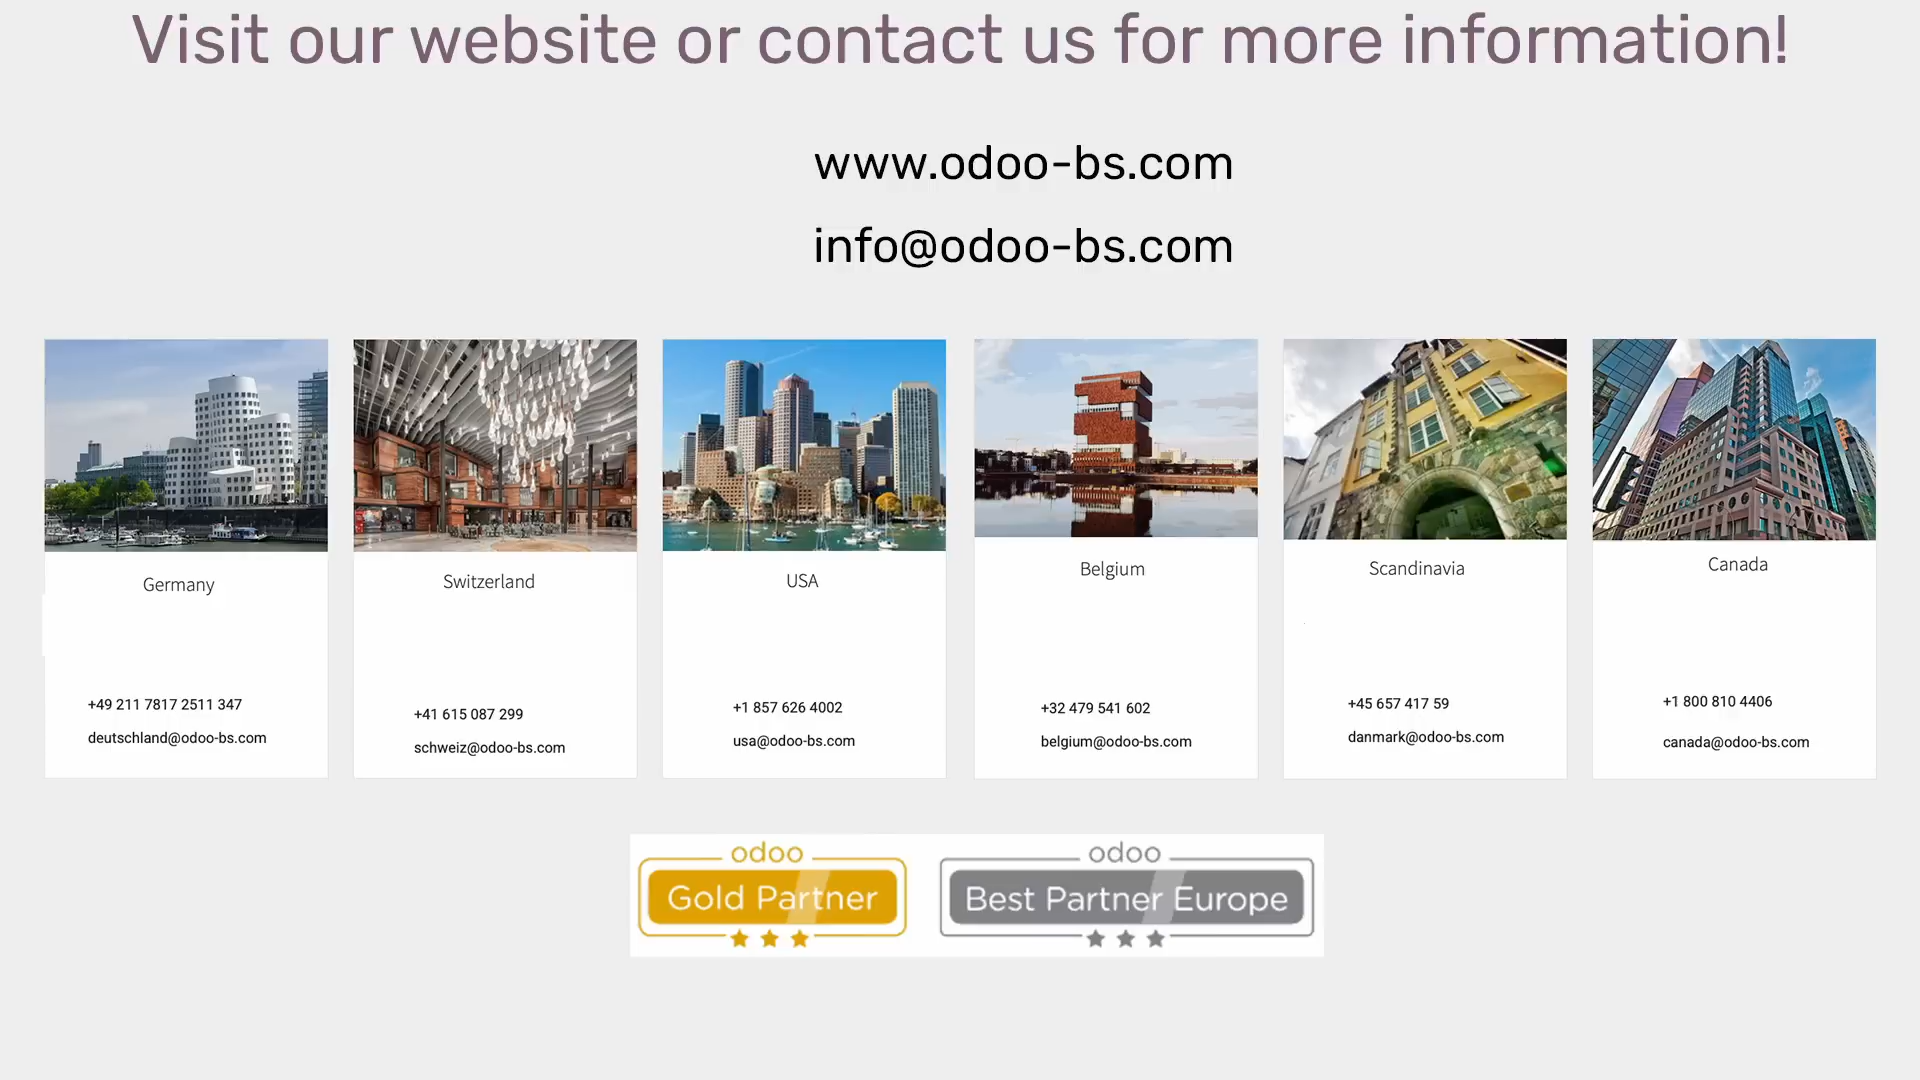 Visit our website or contact us for more information!
www.odoo-bs.com
info@odoo-bs.com
Germany
+49 211 7817 2511 347
deutschland@odoo-bs.com
Switzerland
+41 615 087 299
schweiz@odoo-bs.com
USA
+1 857 626 4002
usa@odoo-bs.com
Belgium
+32 479 541 602
belgium@odoo-bs.com
Scandinavia
+45 657 417 59
danmark@odoo-bs.com
Canada
+1 800 810 4406
canada@odoo-bs.com
odoo
Gold Partner
odoo
Best Partner Europe